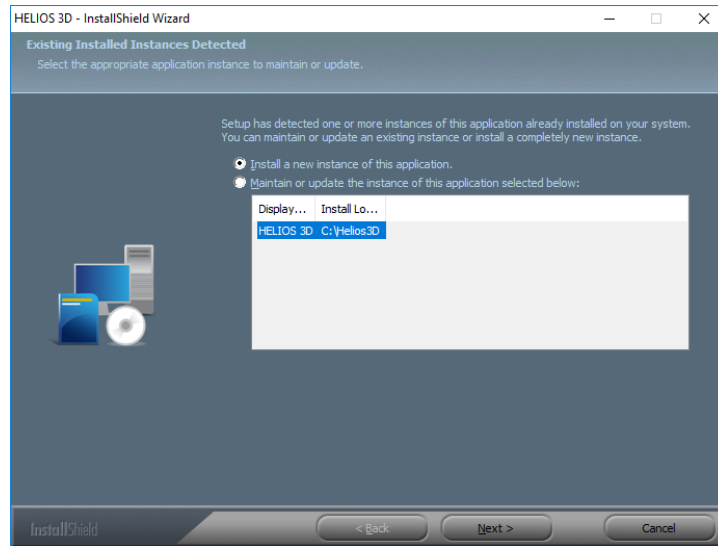 HELIOS 3D - InstallShield Wizard
Existing Installed Instances Detected
Select the appropriate application instance to maintain or update.
Setup has detected one or more instances of this application already installed on your system.
You can maintain or update an existing instance or install a completely new instance.
Install a new instance of this application.
Maintain or update the instance of this application selected below:
Display... Install Lo...
HELIOS 3D C:\Helios3D
InstallShield
< Back Next > Cancel